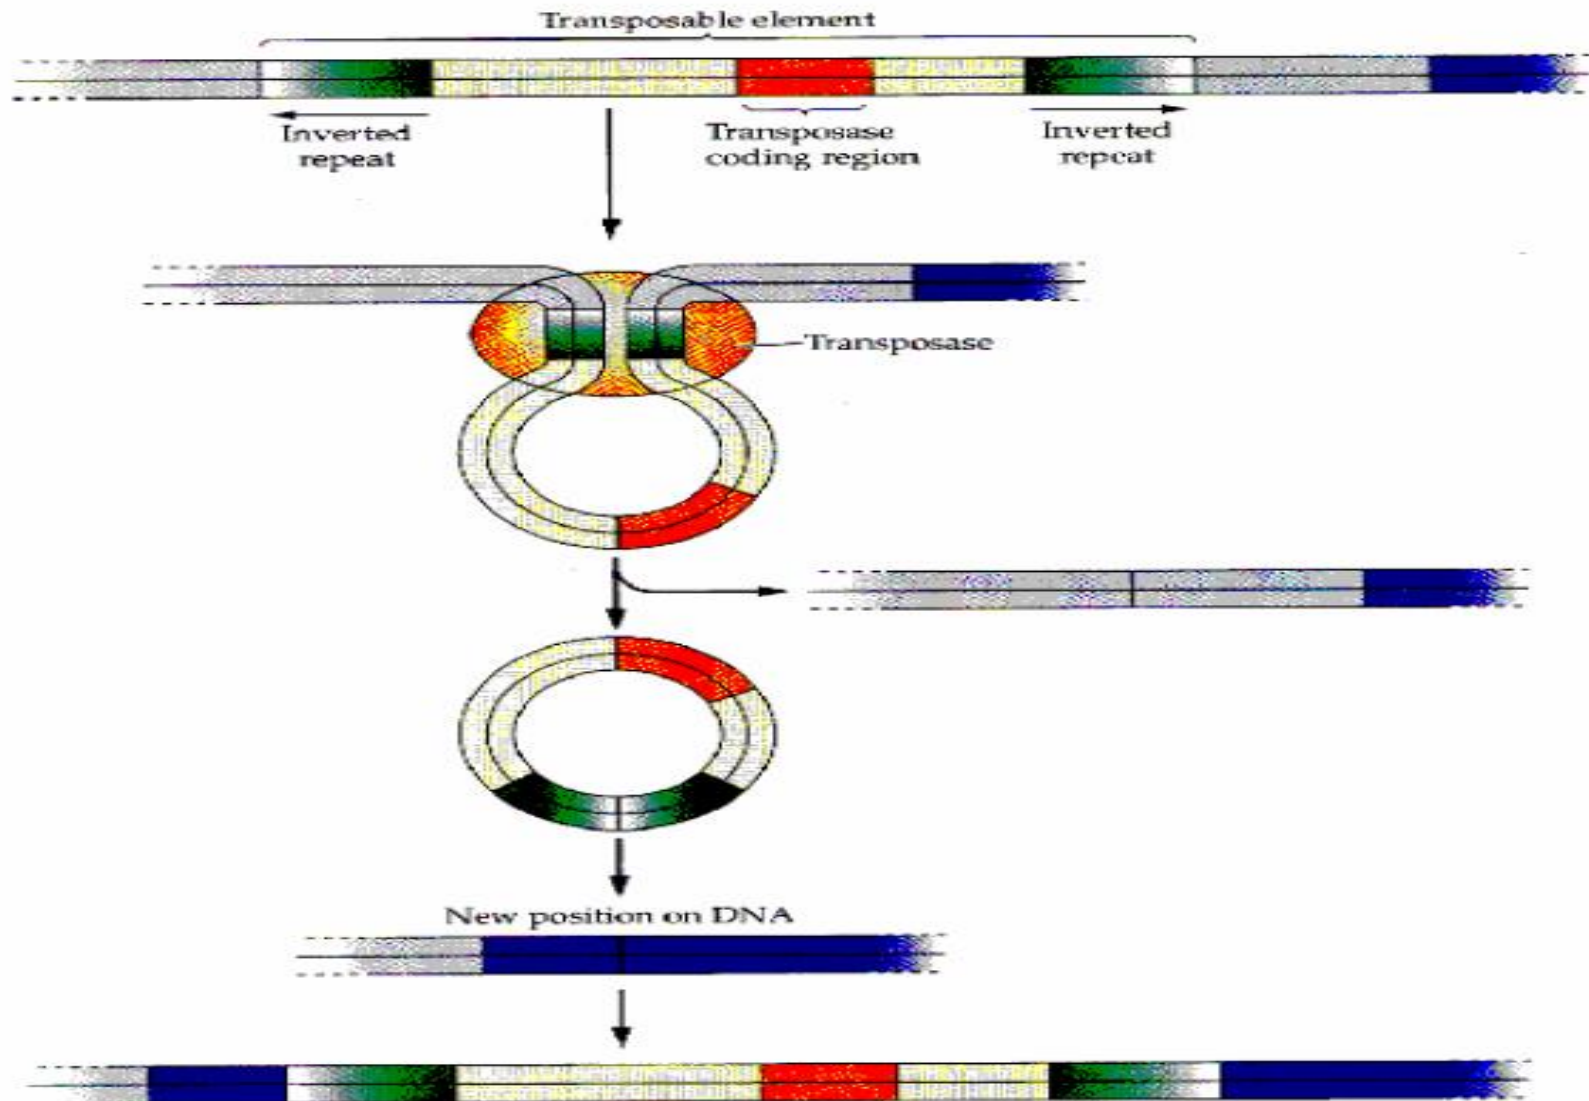 Transposable element
Inverted
repeat
Transposase
coding region
Inverted
repeat
Transposase
New position on DNA